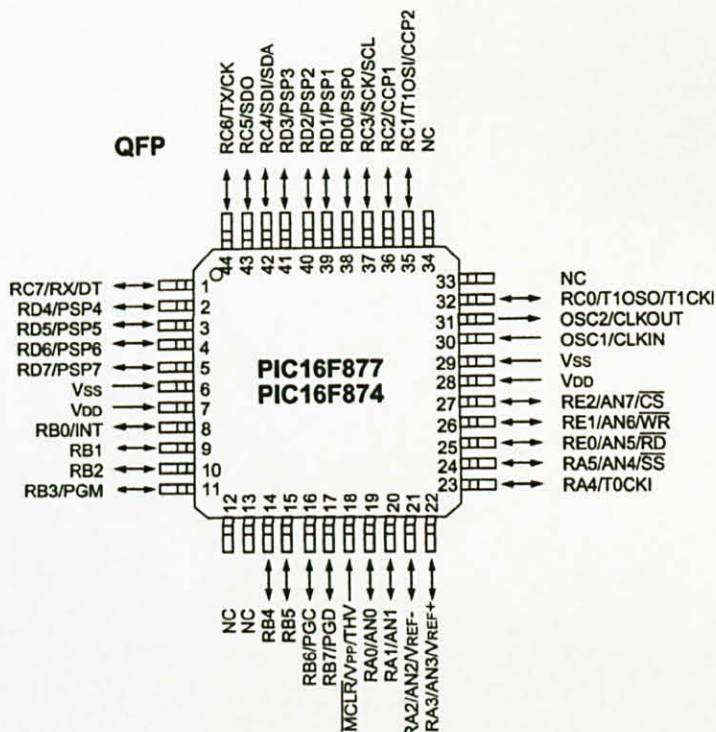 QFP
RC6/TX/CK
RC5/SDO
RC4/SDI/SDA
RD3/PSP3
RD2/PSP2
RD1/PSP1
RD0/PSP0
RC3/SCK/SCL
RC2/CCP1
RC1/T1OSI/CCP2
NC
44
43
42
41
40
39
38
37
36
35
34
RC7/RX/DT 1
RD4/PSP4 2
RD5/PSP5 3
RD6/PSP6 4
RD7/PSP7 5
VSS 6
VDD 7
RB0/INT 8
RB1 9
RB2 10
RB3/PGM 11
PIC16F877
PIC16F874
33 NC
32 RC0/T1OSO/T1CKI
31 OSC2/CLKOUT
30 OSC1/CLKIN
29 VSS
28 VDD
27 RE2/AN7/C̅S̅
26 RE1/AN6/W̅R̅
25 RE0/AN5/R̅D̅
24 RA5/AN4/S̅S̅
23 RA4/T0CKI
12
13
14
15
16
17
18
19
20
21
22
NC
NC
RB4
RB5
RB6/PGC
RB7/PGD
M̅C̅L̅R̅/VPP/THV
RA0/AN0
RA1/AN1
RA2/AN2/VREF-
RA3/AN3/VREF+